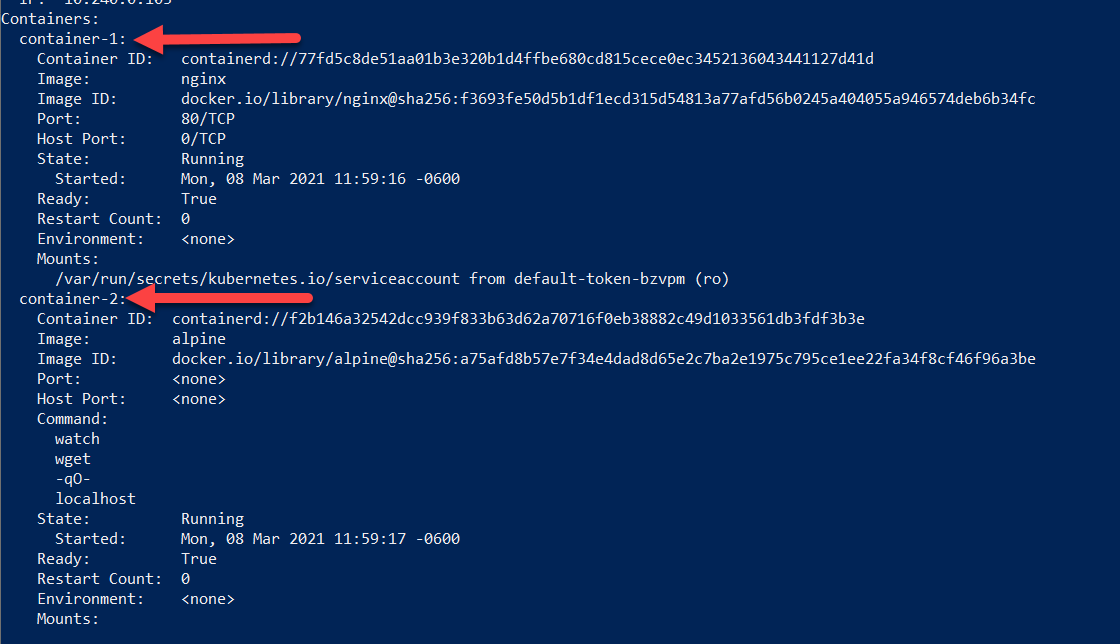 IP: 10.240.0.105
Containers:
  container-1:
    Container ID:   containerd://77fd5c8de51aa01b3e320b1d4ffbe680cd815cece0ec3452136043441127d41d
    Image:          nginx
    Image ID:       docker.io/library/nginx@sha256:f3693fe50d5b1df1ecd315d54813a77afd56b0245a404055a946574deb6b34fc
    Port:           80/TCP
    Host Port:      0/TCP
    State:          Running
      Started:      Mon, 08 Mar 2021 11:59:16 -0600
    Ready:          True
    Restart Count:  0
    Environment:    <none>
    Mounts:
      /var/run/secrets/kubernetes.io/serviceaccount from default-token-bzvpm (ro)
  container-2:
    Container ID:  containerd://f2b146a32542dcc939f833b63d62a70716f0eb38882c49d1033561db3fdf3b3e
    Image:         alpine
    Image ID:      docker.io/library/alpine@sha256:a75afd8b57e7f34e4dad8d65e2c7ba2e1975c795ce1ee22fa34f8cf46f96a3be
    Port:          <none>
    Host Port:     <none>
    Command:
      watch
      wget
      -qO-
      localhost
    State:          Running
      Started:      Mon, 08 Mar 2021 11:59:17 -0600
    Ready:          True
    Restart Count:  0
    Environment:    <none>
    Mounts: